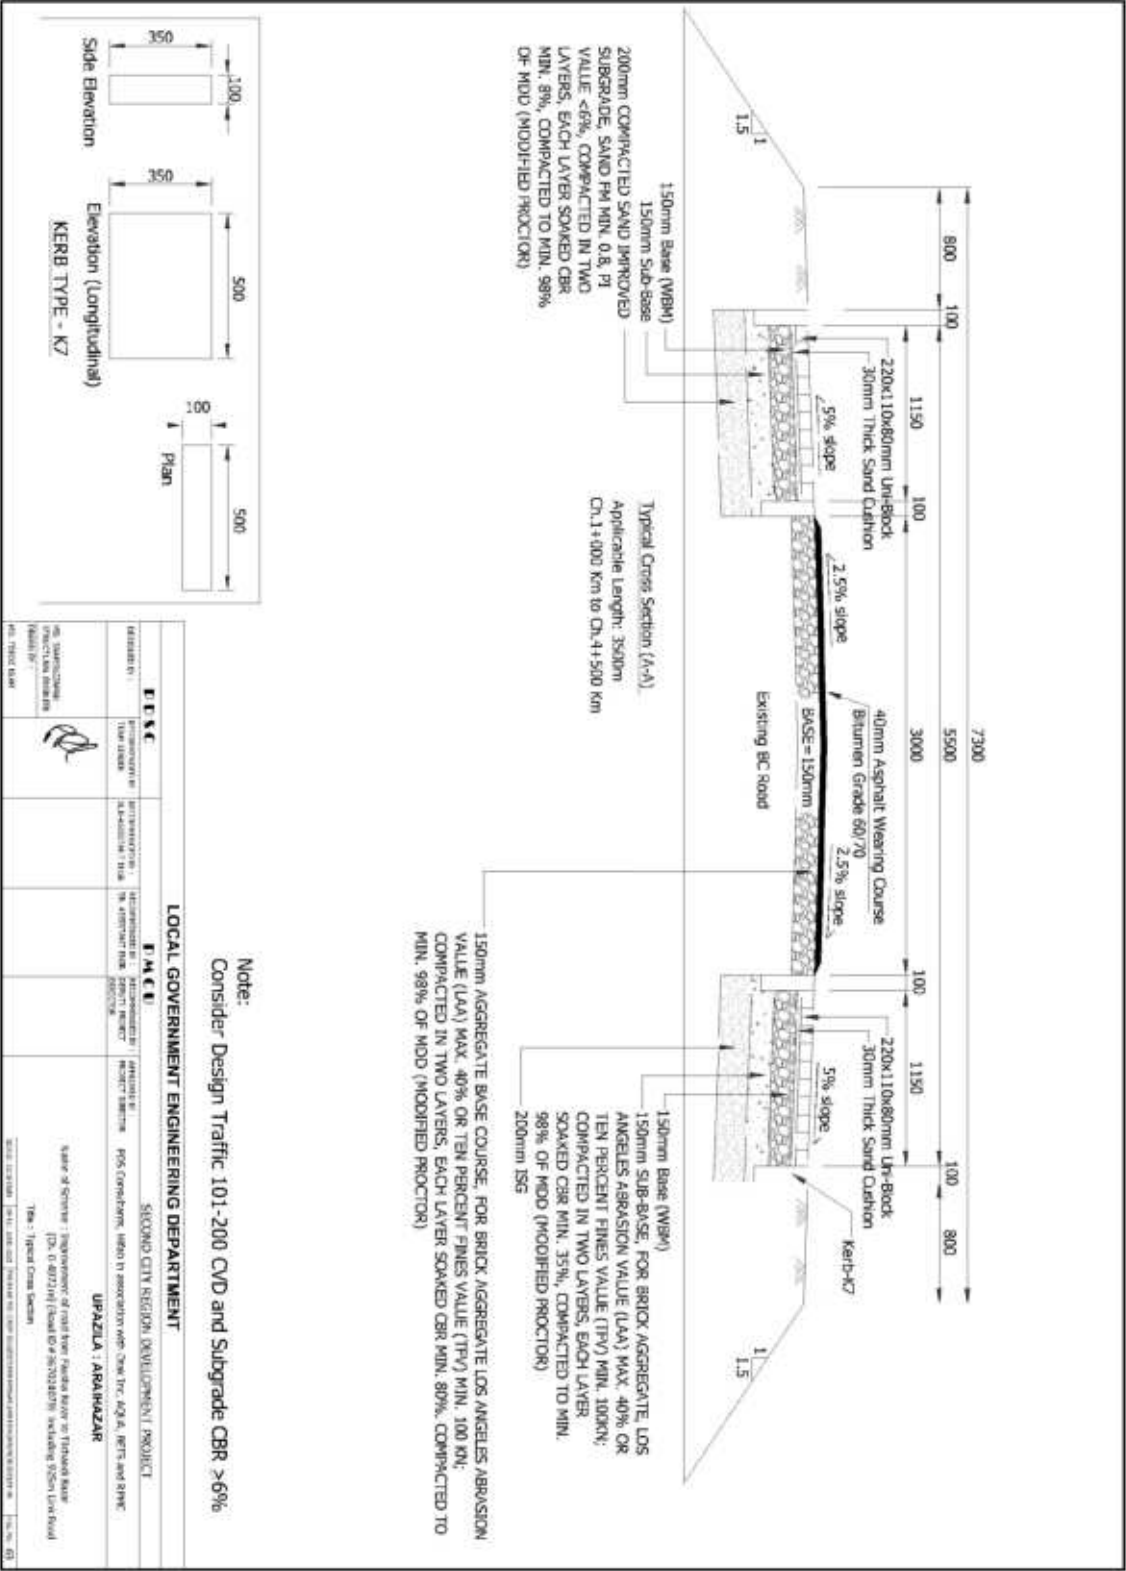 7300
5500
800
100
1150
100
3000
100
1150
100
800
220x110x80mm Uni-Block
30mm Thick Sand Cushion
40mm Asphalt Wearing Course
Bitumen Grade 60/70
220x110x80mm Uni-Block
30mm Thick Sand Cushion
Kerb-K7
5% slope
2.5% slope
2.5% slope
5% slope
BASE=150mm
1
1.5
1
1.5
Existing BC Road
150mm Base (WBM)
150mm Sub-Base
200mm COMPACTED SAND IMPROVED
SUBGRADE, SAND FM MIN. 0.8, PI
VALUE <6%, COMPACTED IN TWO
LAYERS, EACH LAYER SOAKED CBR
MIN. 8%, COMPACTED TO MIN. 98%
OF MDD (MODIFIED PROCTOR)
Typical Cross Section (A-A)
Applicable Length: 3500m
Ch.1+000 Km to Ch.4+500 Km
150mm Base (WBM)
150mm SUB-BASE, FOR BRICK AGGREGATE, LOS
ANGELES ABRASION VALUE (LAA) MAX. 40% OR
TEN PERCENT FINES VALUE (TFV) MIN. 100KN;
COMPACTED IN TWO LAYERS, EACH LAYER
SOAKED CBR MIN. 35%, COMPACTED TO MIN.
98% OF MDD (MODIFIED PROCTOR)
200mm ISG
150mm AGGREGATE BASE COURSE, FOR BRICK AGGREGATE LOS ANGELES ABRASION
VALUE (LAA) MAX. 40% OR TEN PERCENT FINES VALUE (TFV) MIN. 100 KN;
COMPACTED IN TWO LAYERS, EACH LAYER SOAKED CBR MIN. 80%, COMPACTED TO
MIN. 98% OF MDD (MODIFIED PROCTOR)
Note:
Consider Design Traffic 101-200 CVD and Subgrade CBR >6%
100
350
Side Elevation
500
350
Elevation (Longitudinal)
500
100
Plan
KERB TYPE - K7
LOCAL GOVERNMENT ENGINEERING DEPARTMENT
SECOND CITY REGION DEVELOPMENT PROJECT
UPAZILA : ARAIHAZAR
Title : Typical Cross Section